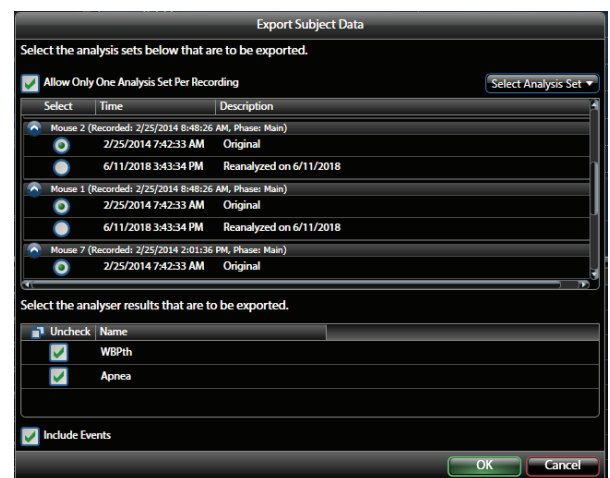 Export Subject Data
Select the analysis sets below that are to be exported.
Allow Only One Analysis Set Per Recording
Select Analysis Set
Select Time Description
Mouse 2 (Recorded: 2/25/2014 8:48:26 AM, Phase: Main)
2/25/2014 7:42:33 AM Original
6/11/2018 3:43:34 PM Reanalyzed on 6/11/2018
Mouse 1 (Recorded: 2/25/2014 8:48:26 AM, Phase: Main)
2/25/2014 7:42:33 AM Original
6/11/2018 3:43:34 PM Reanalyzed on 6/11/2018
Mouse 7 (Recorded: 2/25/2014 2:01:36 PM, Phase: Main)
2/25/2014 7:42:33 AM Original
Select the analyser results that are to be exported.
Uncheck Name
WBPth
Apnea
Include Events
OK Cancel